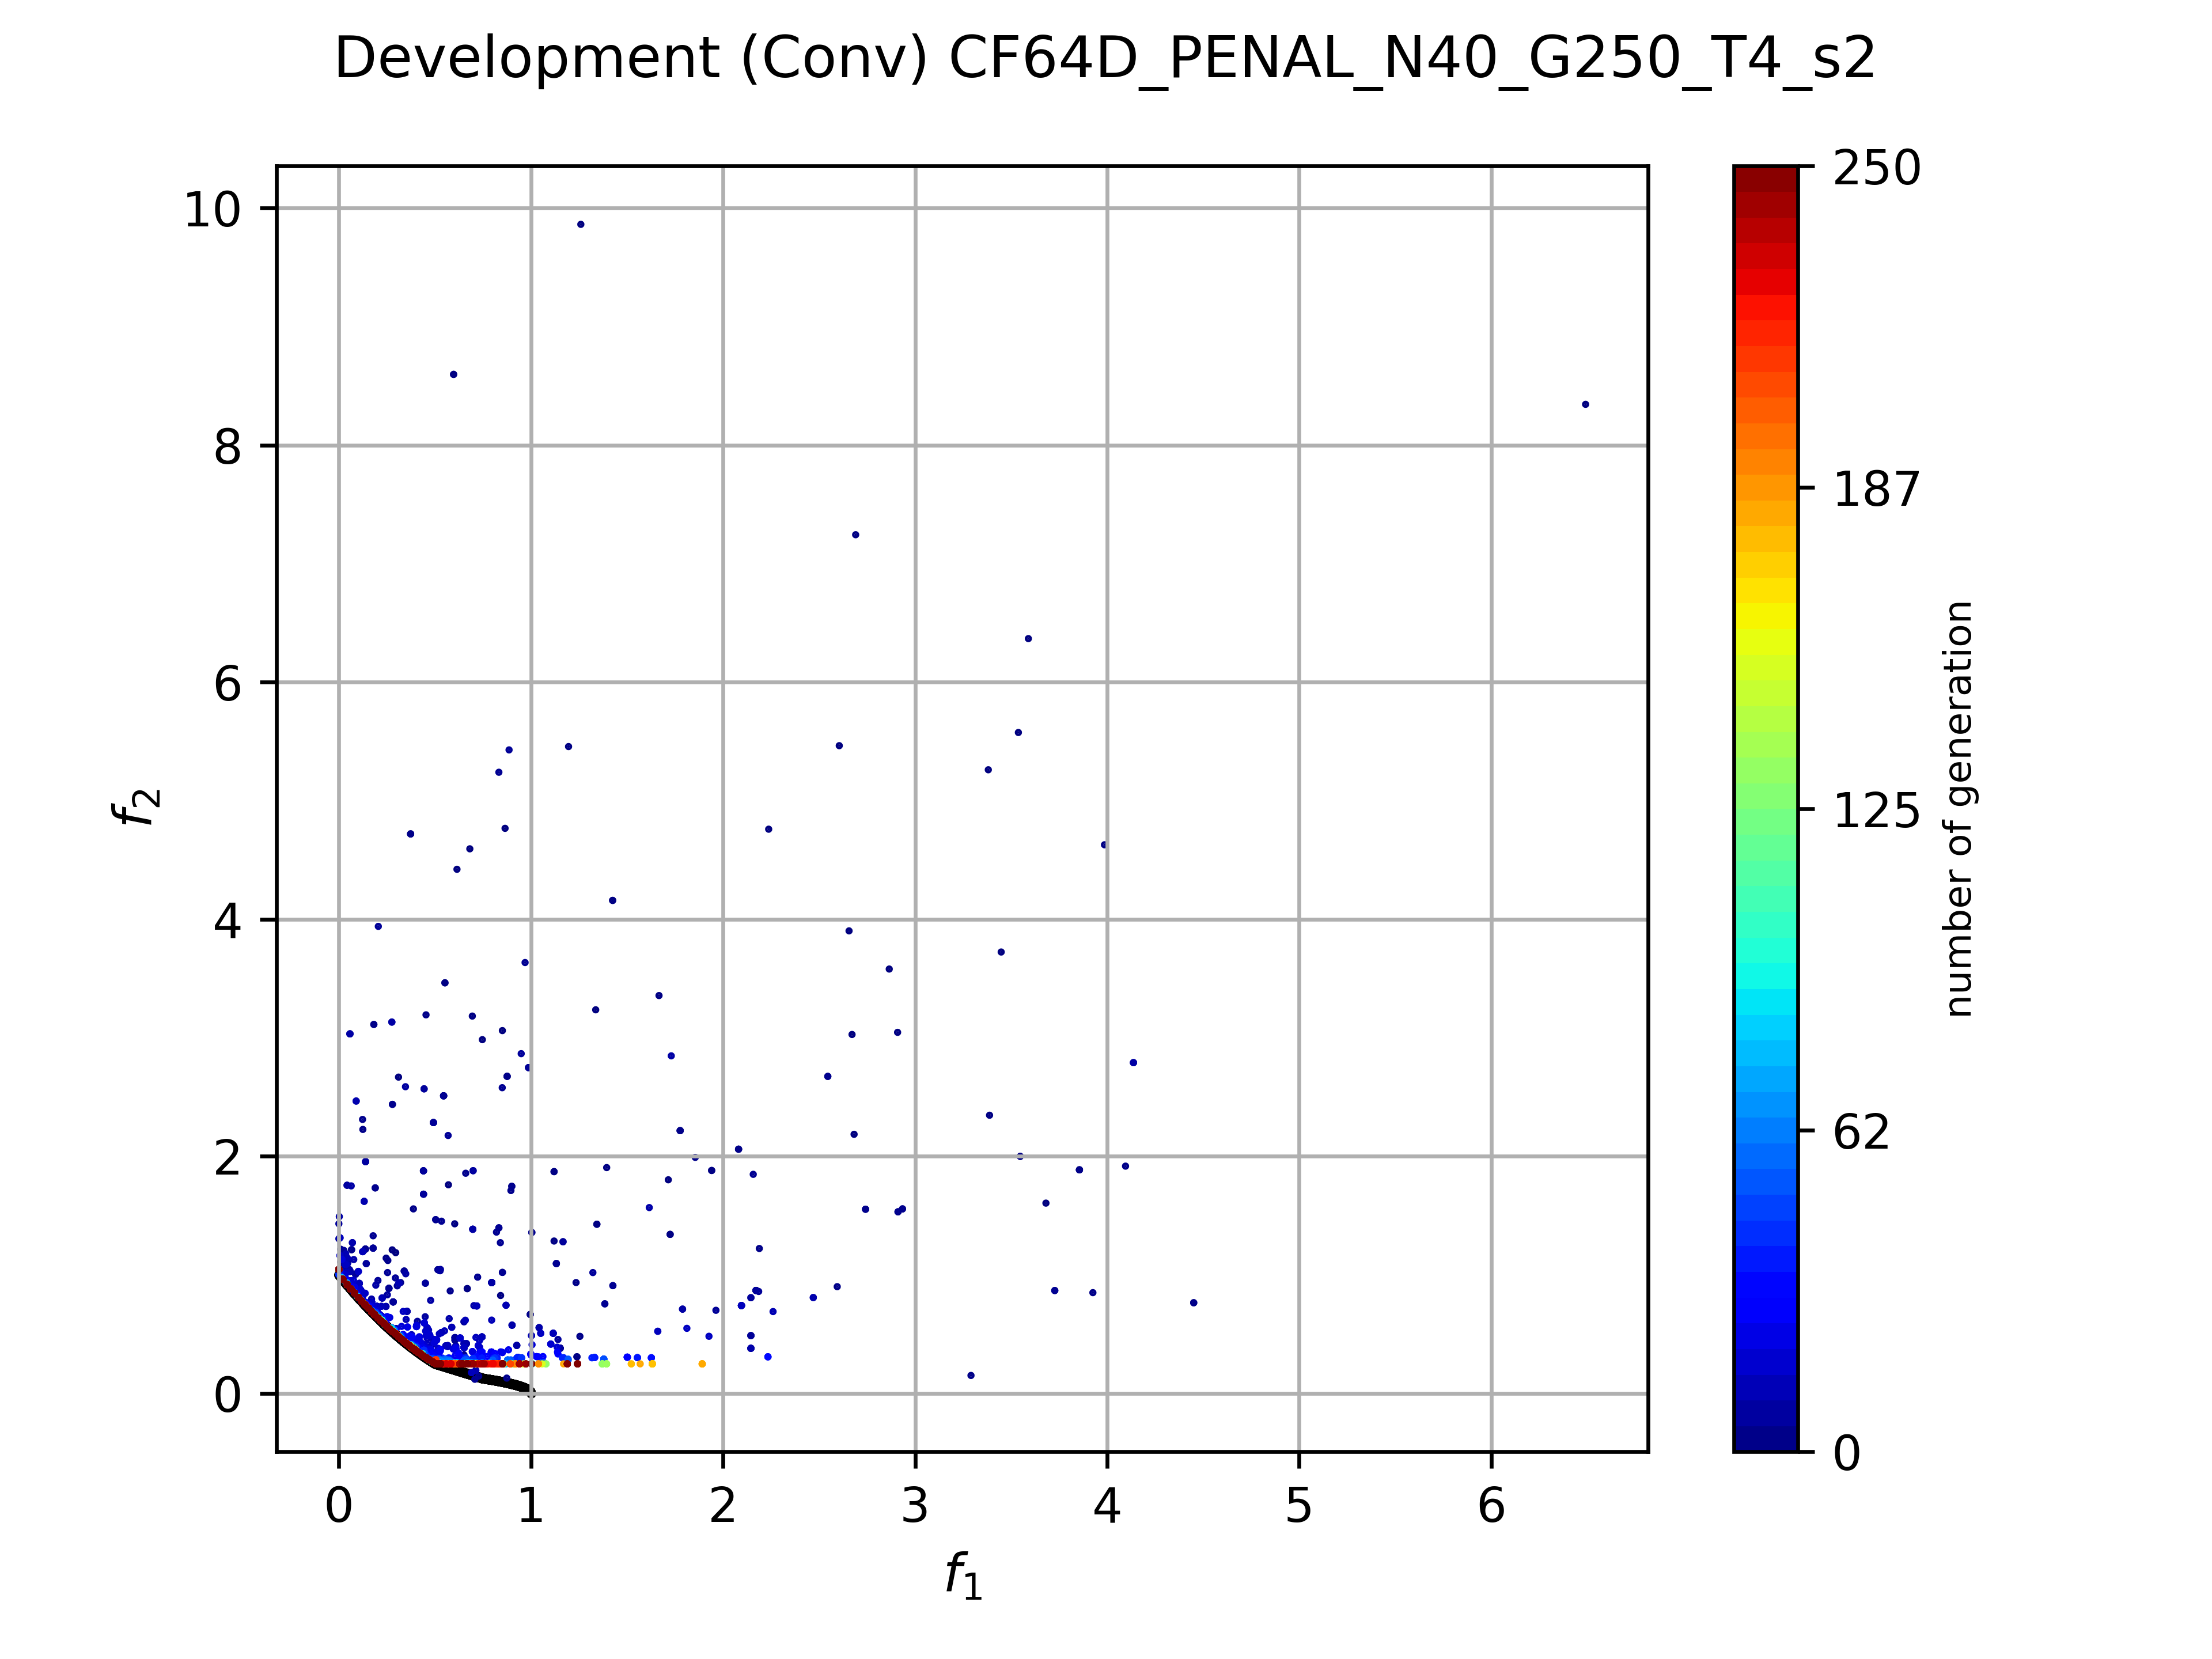 Development (Conv) CF64D_PENAL_N40_G250_T4_s2
10
8
6
4
2
0
f2
0 1 2 3 4 5 6
f1
250
187
125
62
0
number of generation